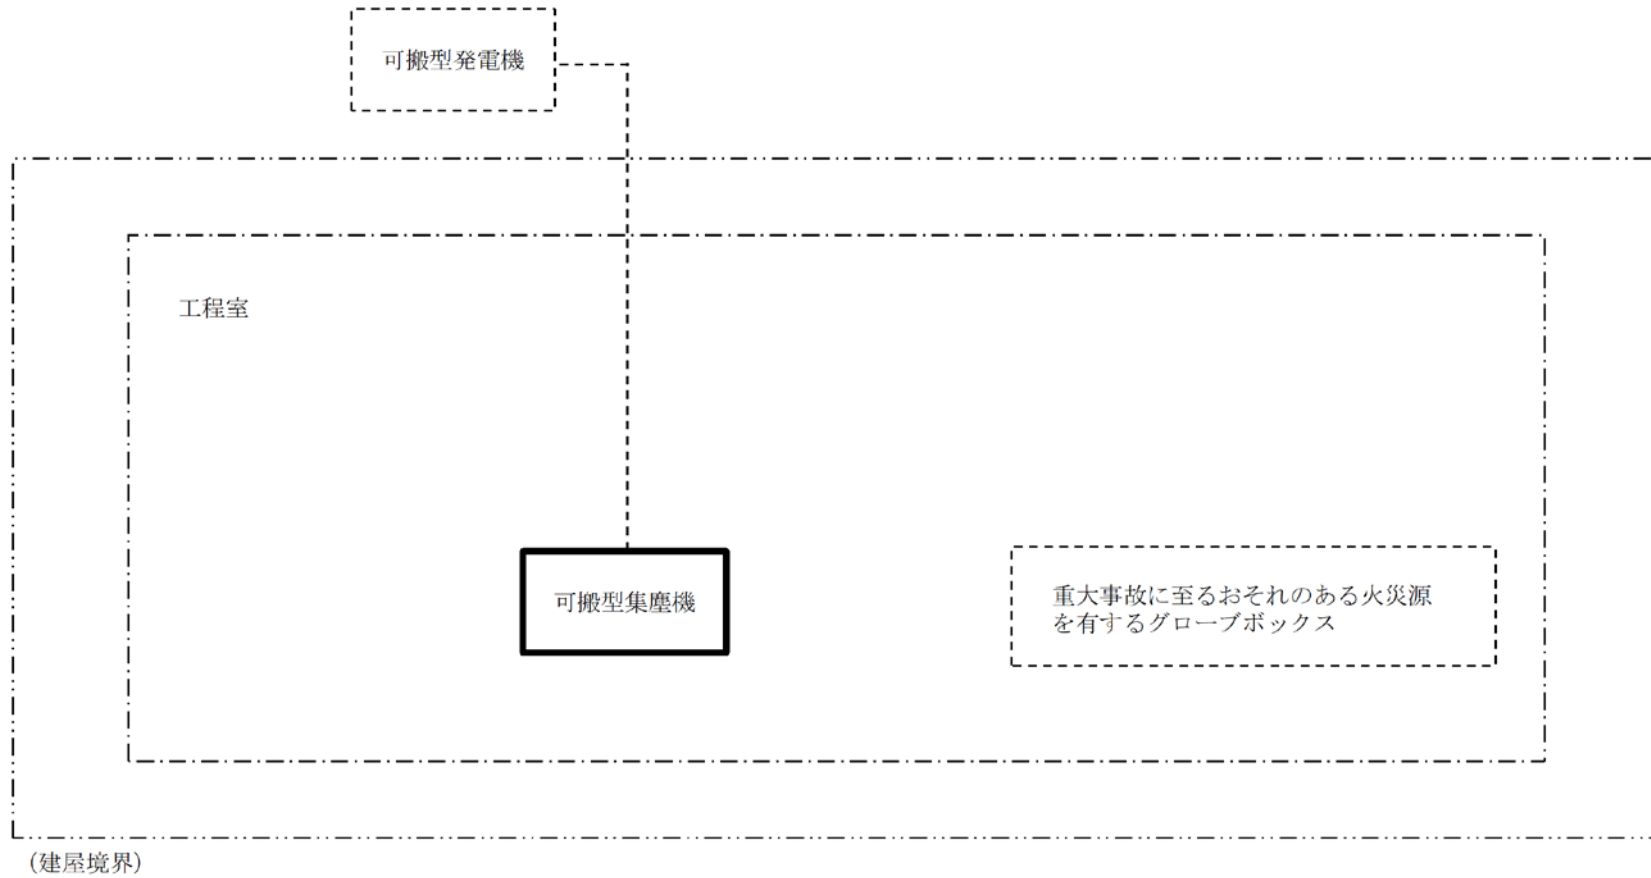 可搬型発電機
工程室
可搬型集塵機
重大事故に至るおそれのある火災源
を有するグローブボックス
(建屋境界)